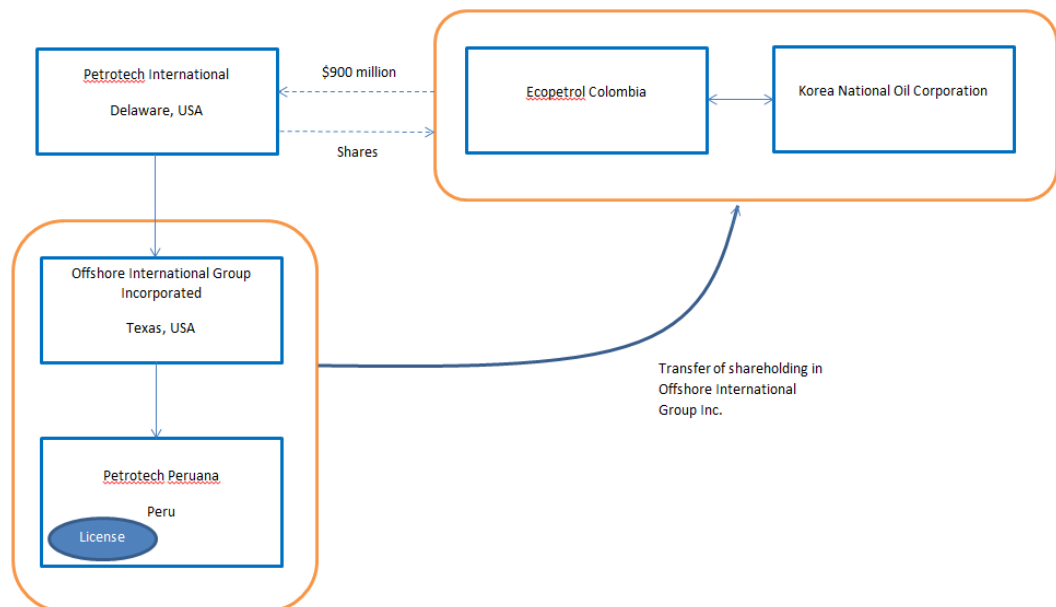 Petrotech International
Delaware, USA
$900 million
Shares
Ecopetrol Colombia
Korea National Oil Corporation
Offshore International Group
Incorporated
Texas, USA
Transfer of shareholding in
Offshore International
Group Inc.
Petrotech Peruana
Peru
License